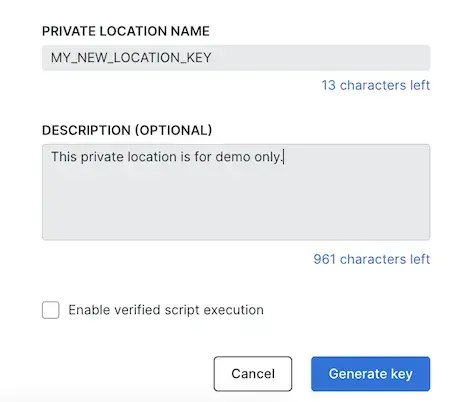 PRIVATE LOCATION NAME
MY_NEW_LOCATION_KEY
13 characters left
DESCRIPTION (OPTIONAL)
This private location is for demo only.
961 characters left
Enable verified script execution
Cancel
Generate key